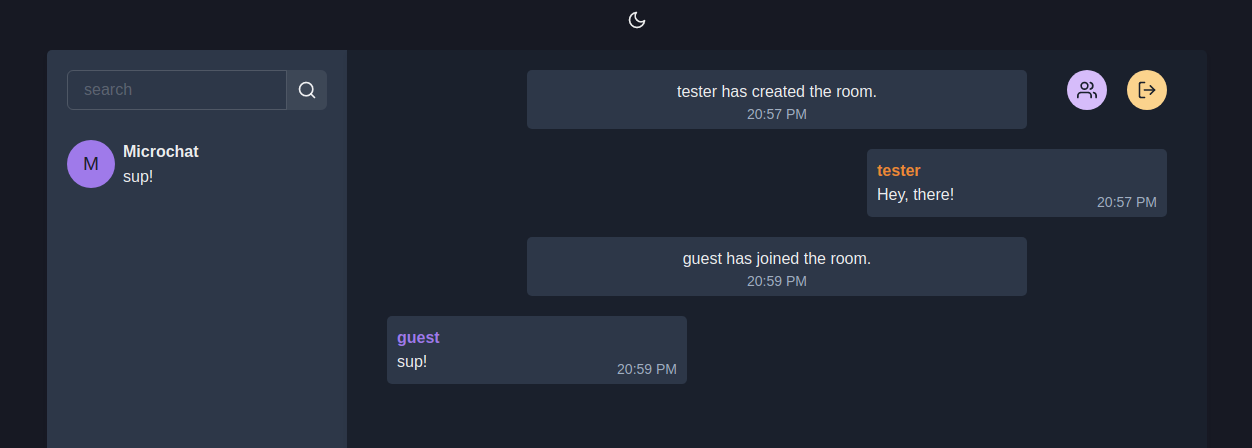 search
M
Microchat
sup!
tester has created the room.
20:57 PM
tester
Hey, there!
20:57 PM
guest has joined the room.
20:59 PM
guest
sup!
20:59 PM